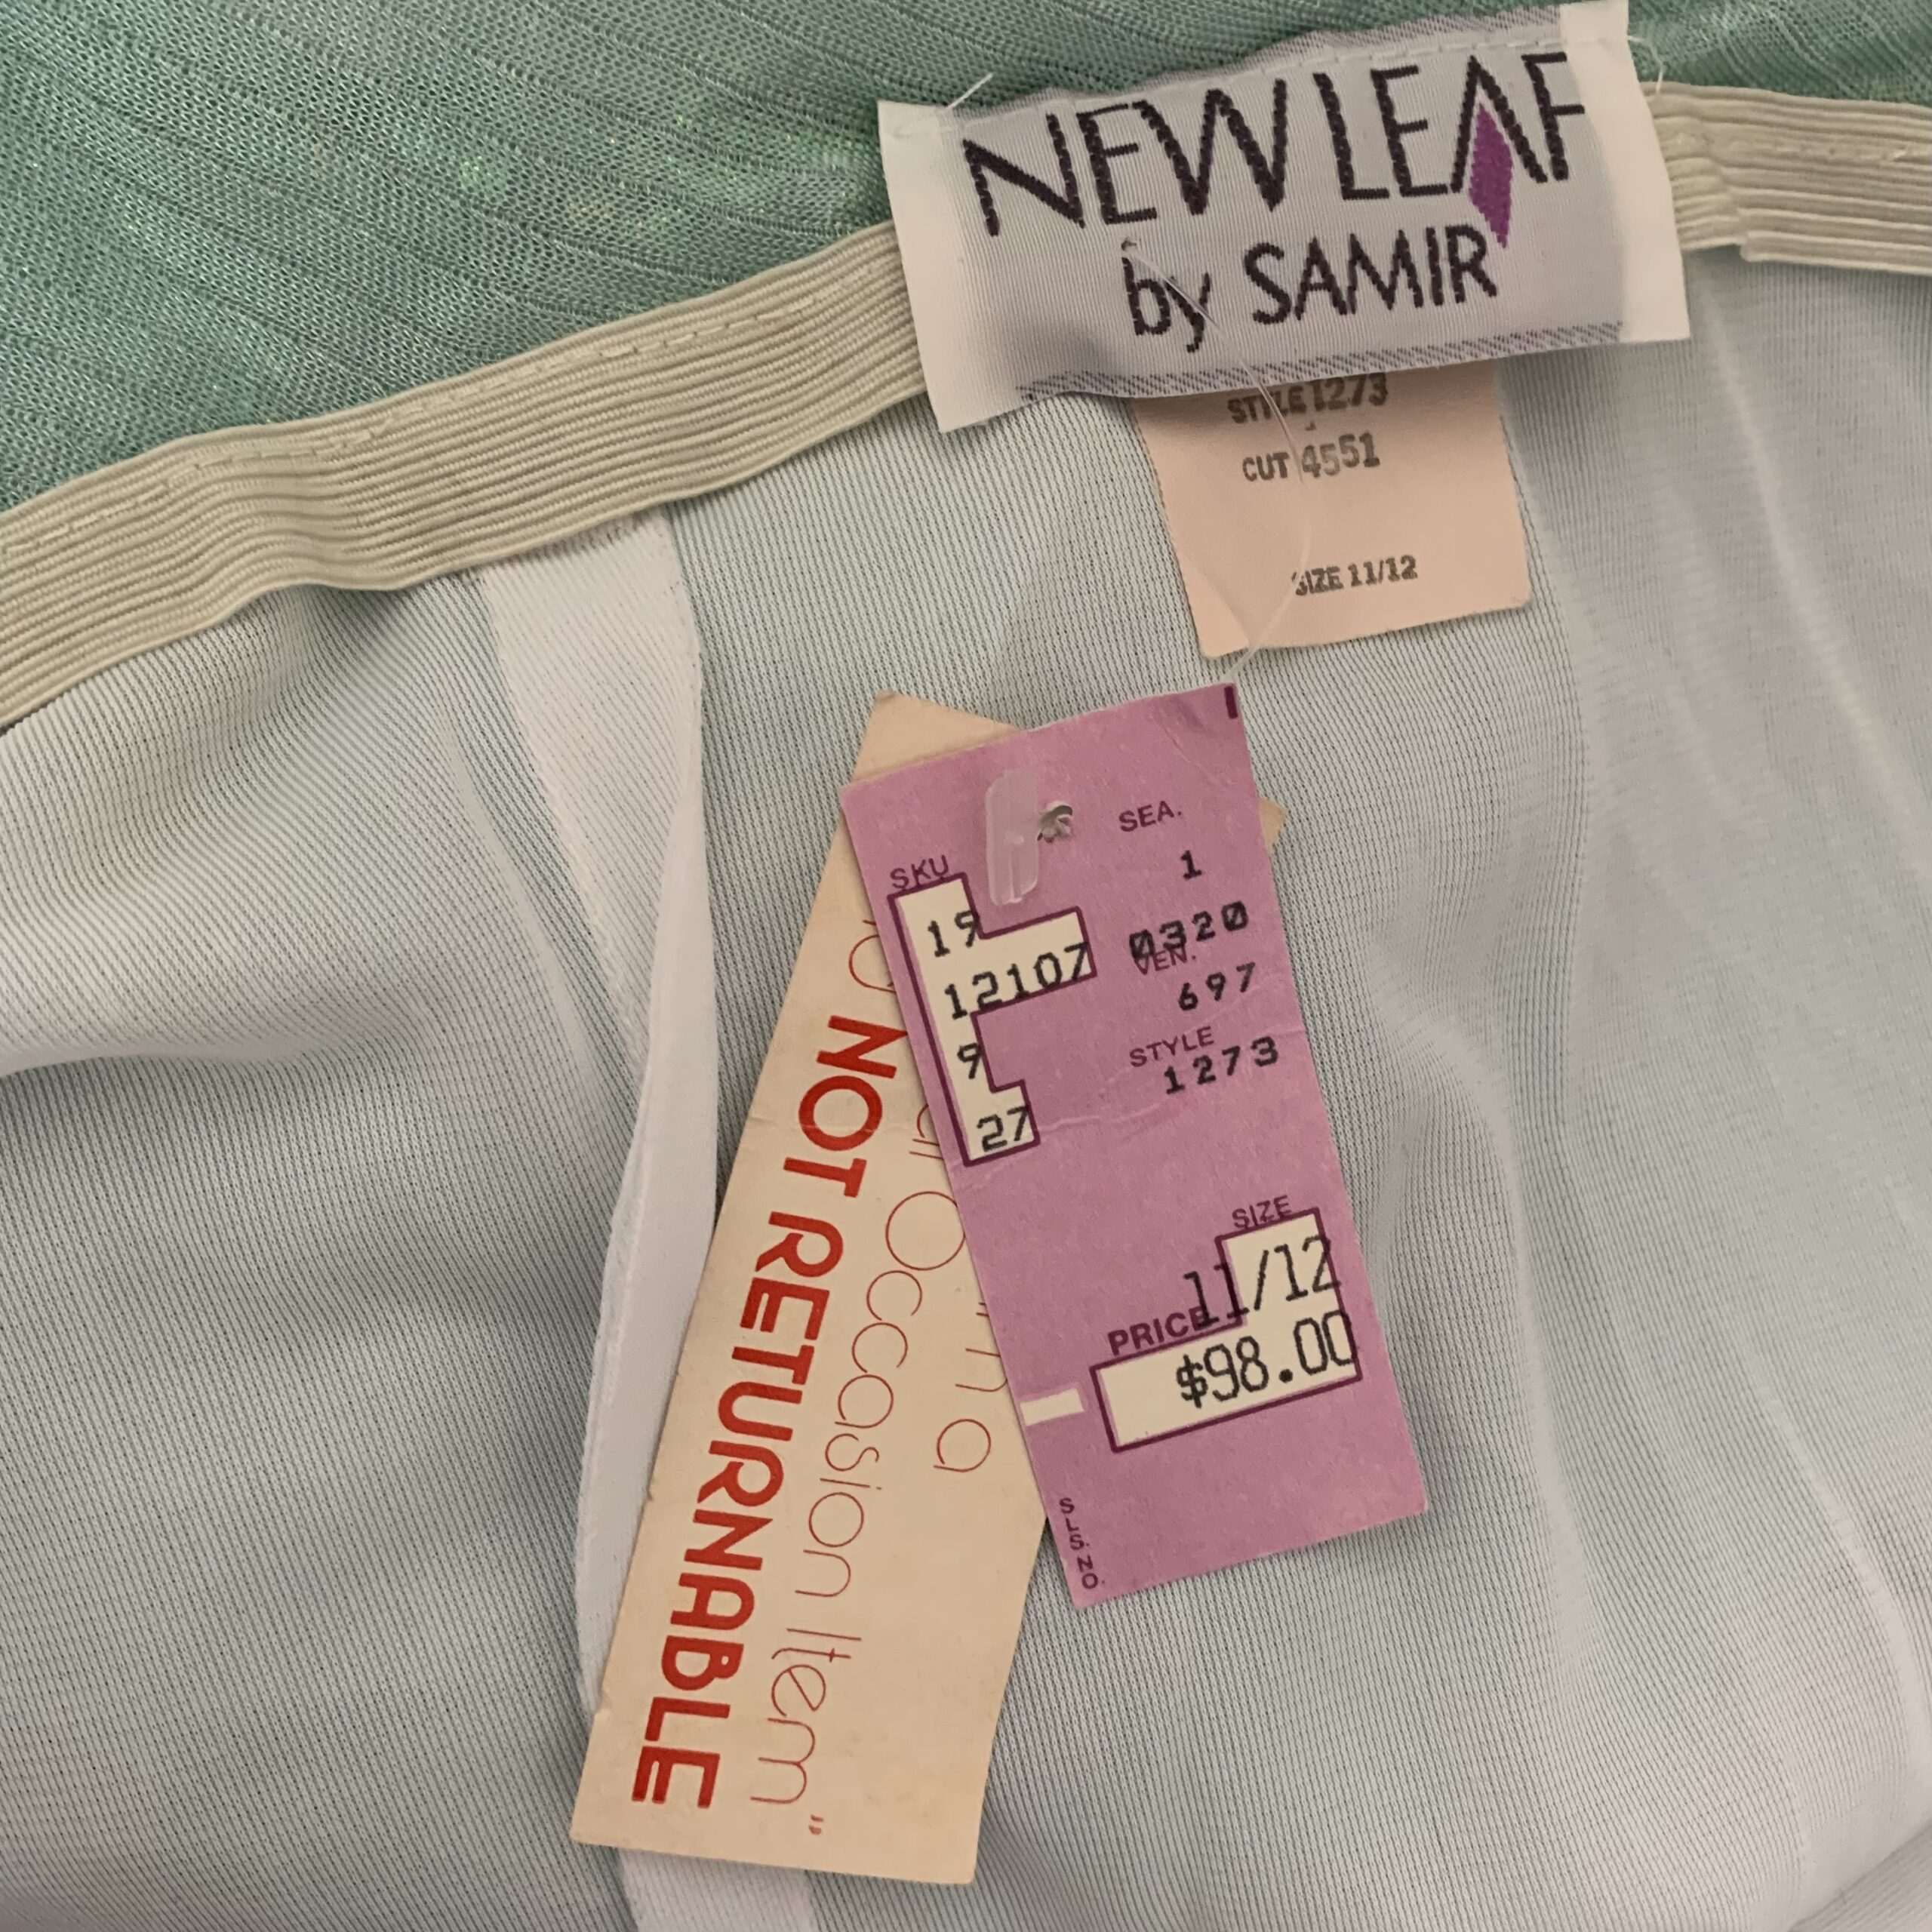 NEW LEAF
by SAMIR
STYLE 1273
CUT 4551
SIZE 11/12
SEA.
1
SKU
19
12107
9
27
0320
VEN.
697
STYLE
1273
SIZE
11/12
PRICE
$98.00
SLS. NO.
a
Occasion Item"
NOT RETURNABLE